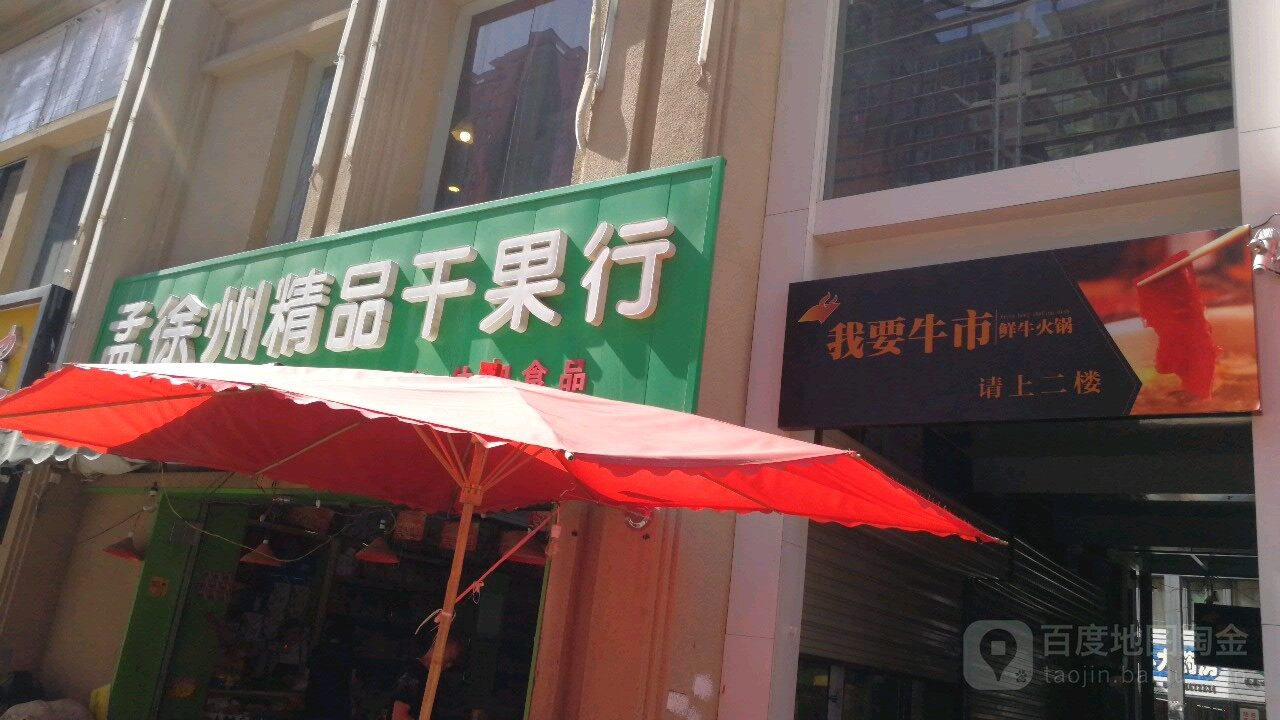 孟徐州精品干果行
食品
我要牛市
鲜牛火锅
请上二楼
百度地图淘金
taojin.bai